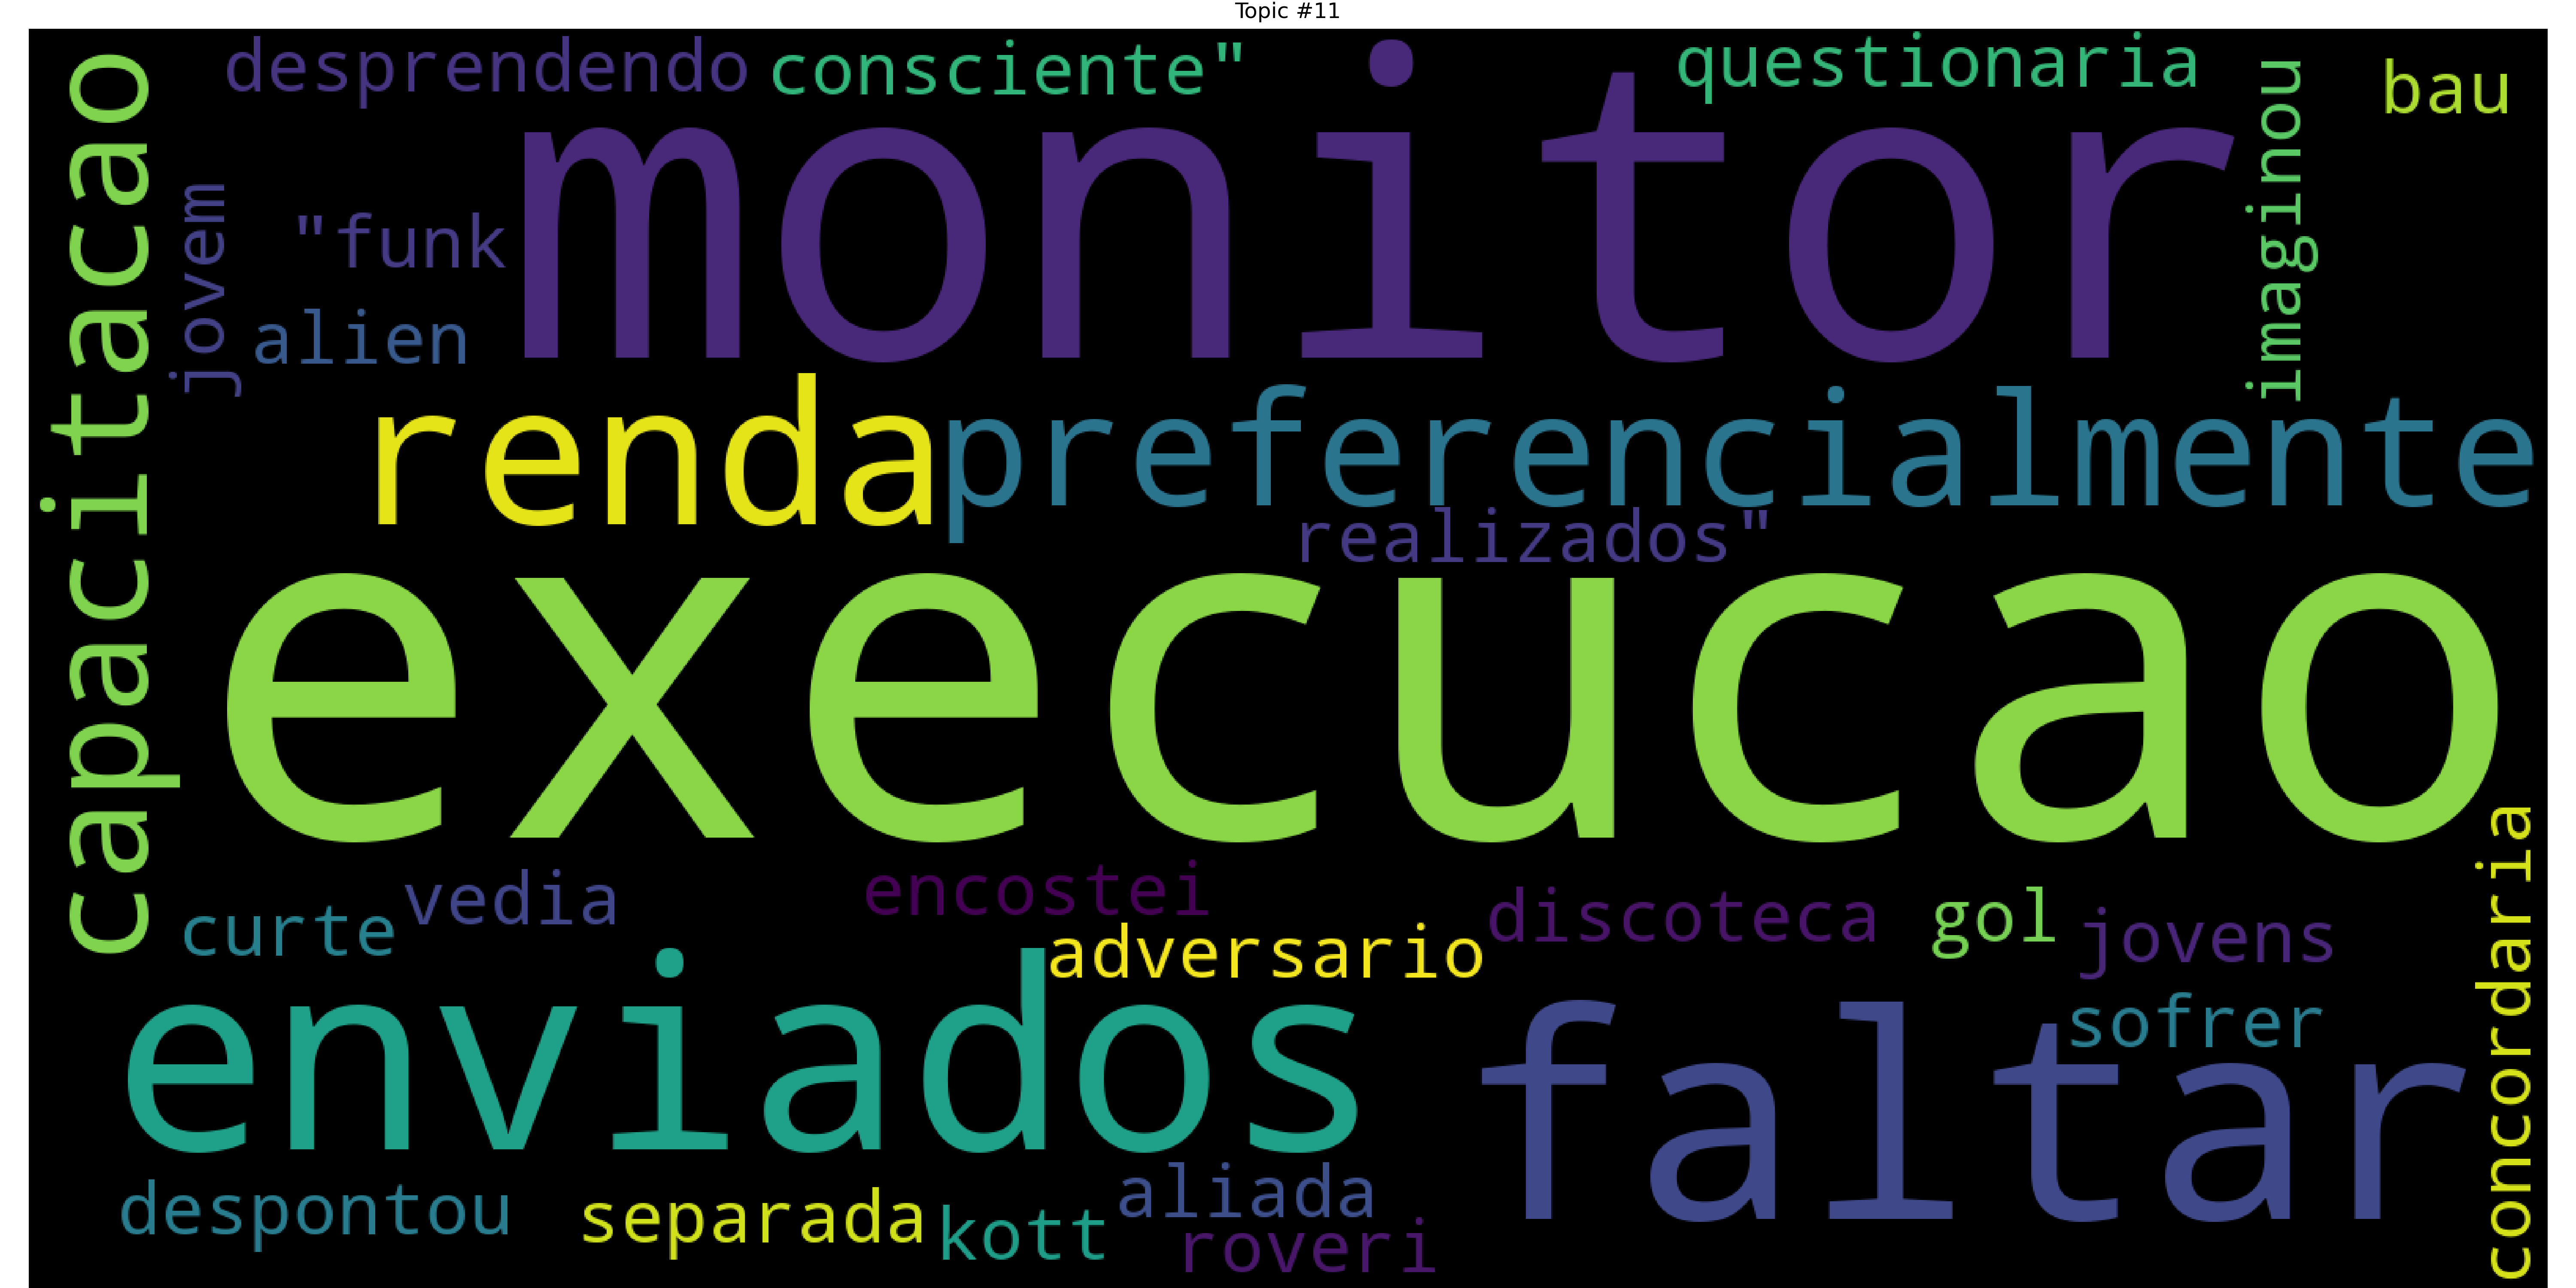 Topic #11
desprendendo
consciente"
questionaria
bau
imaginou
monitor
capacitacao
jovem
"funk
alien
renda
preferencialmente
realizados"
execucao
encostei
vedia
curte
discoteca
gol
jovens
adversario
concordaria
enviados
sofrer
faltar
despontou
separada
kott
aliada
roveri